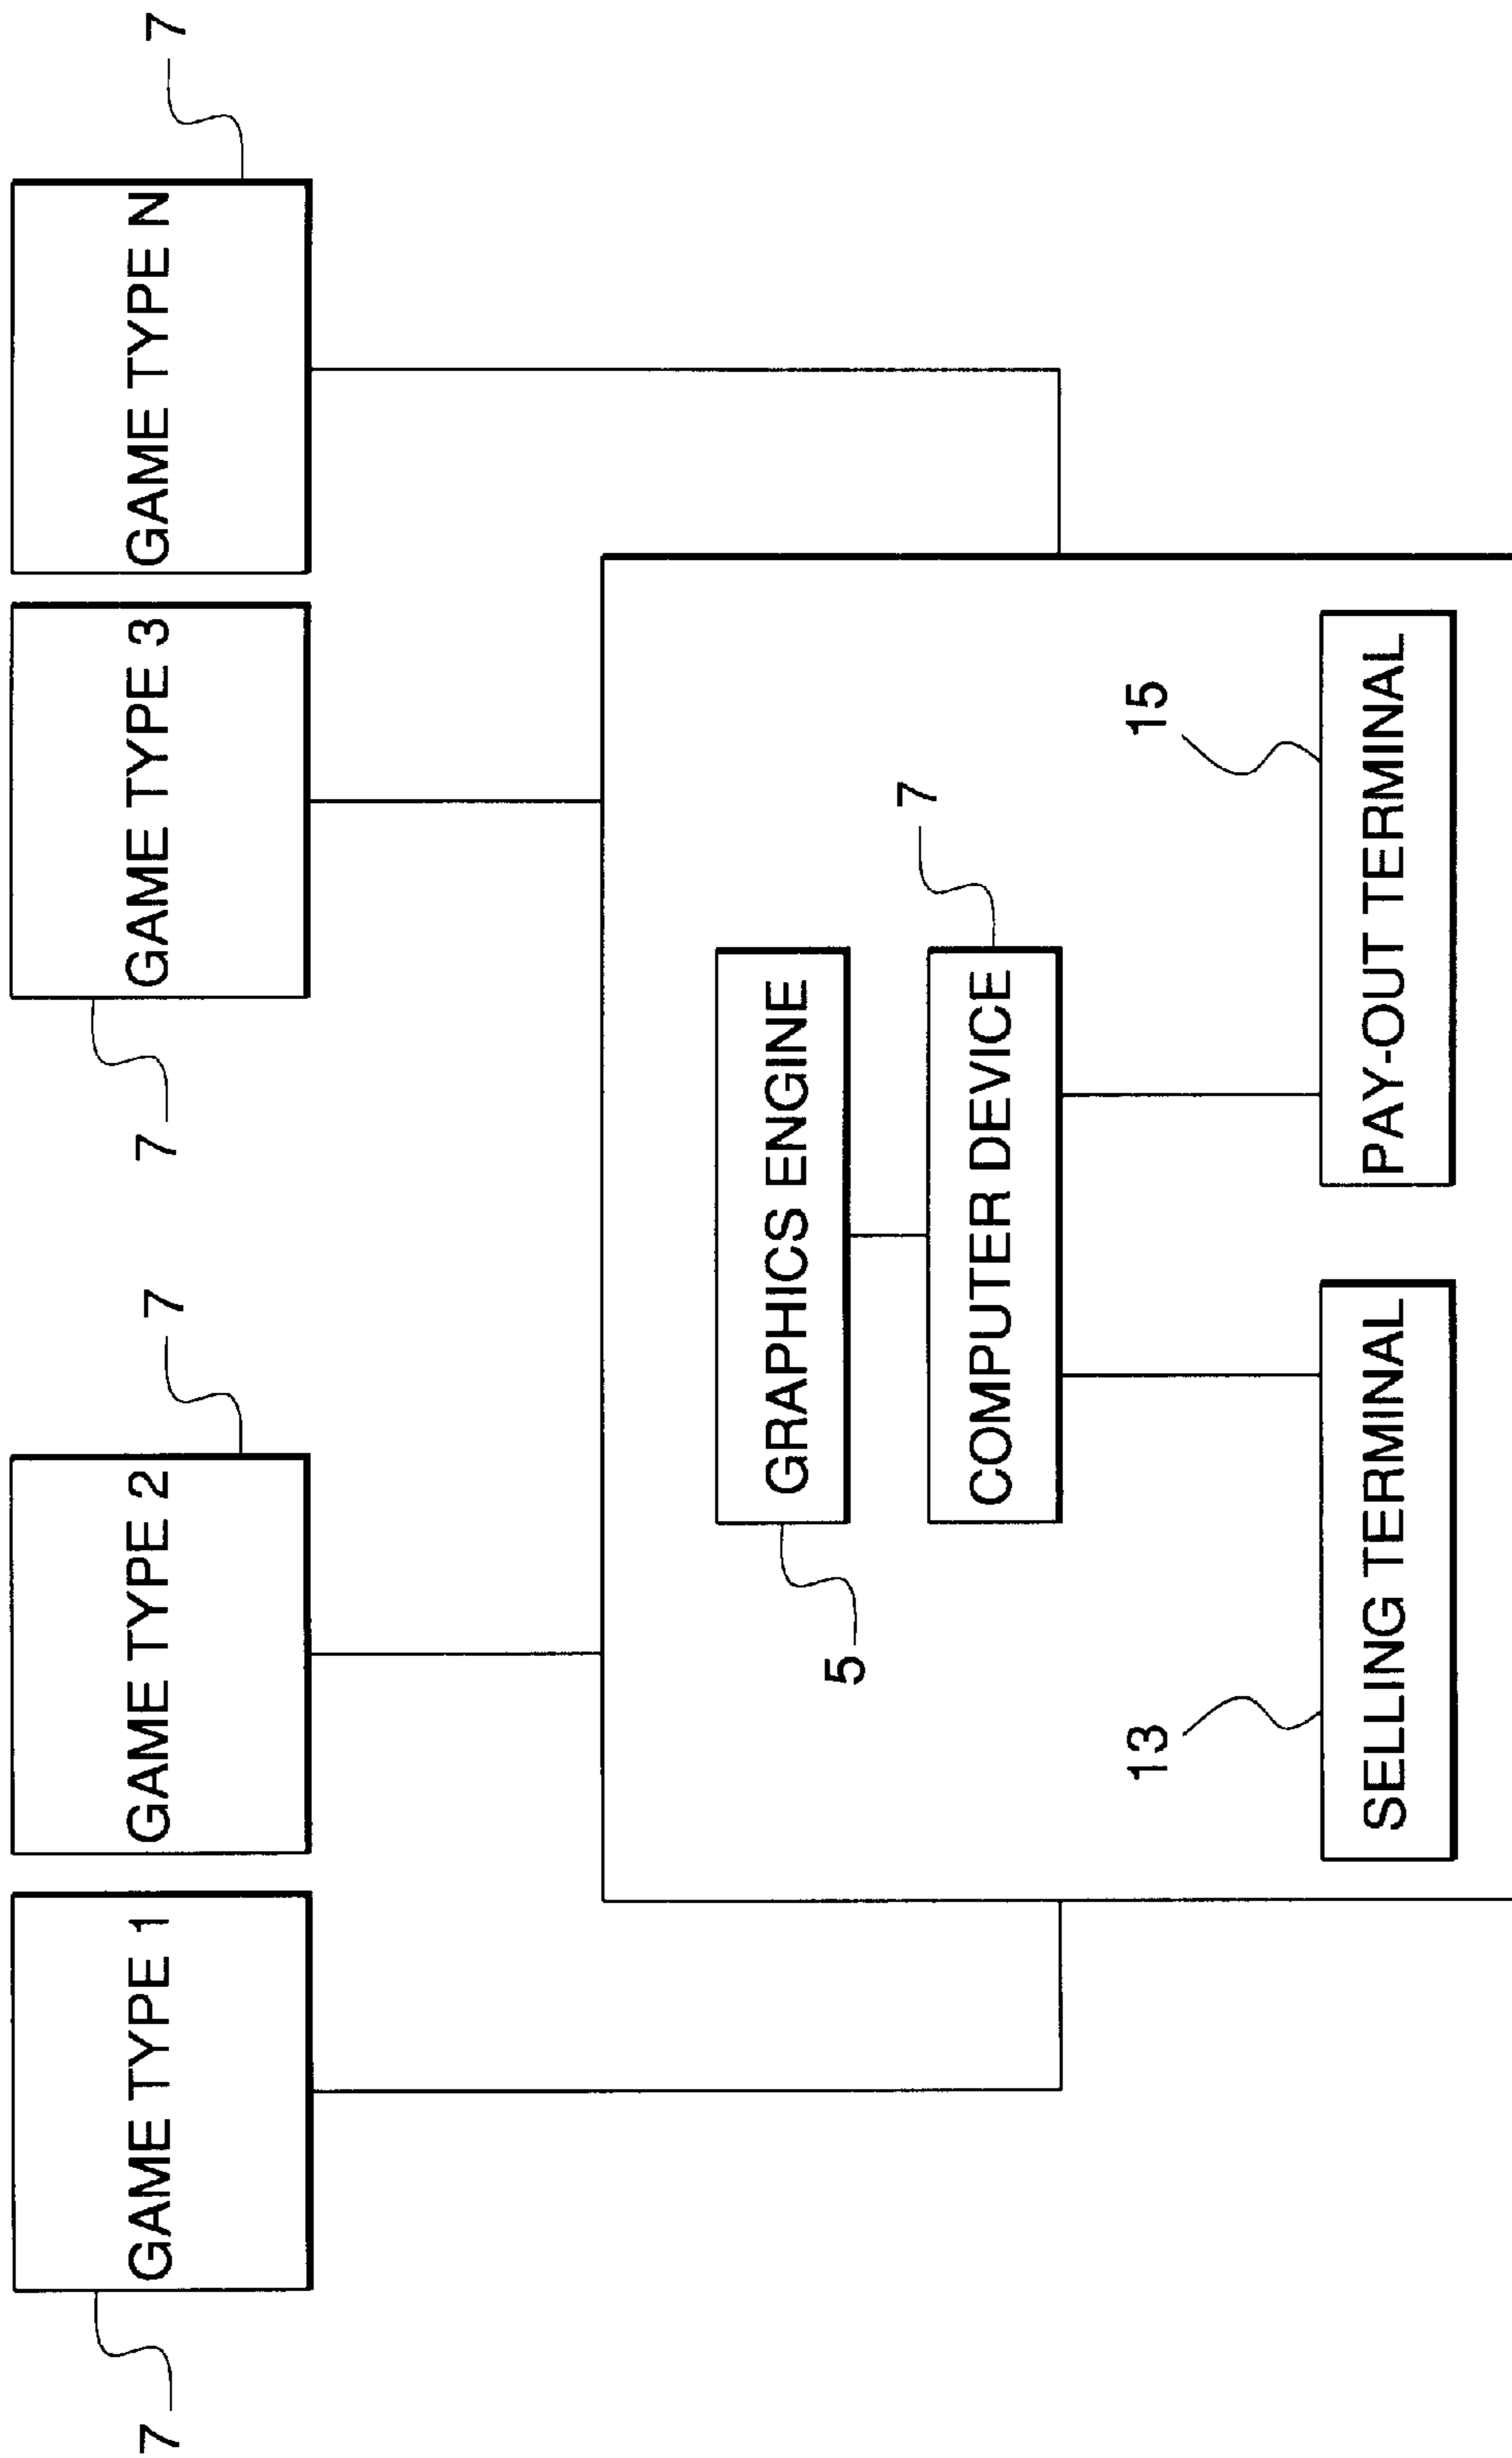 7
GAME TYPE 1
GAME TYPE 2
7
7
GAME TYPE 3
GAME TYPE N
7
5
GRAPHICS ENGINE
COMPUTER DEVICE
7
13
15
SELLING TERMINAL
PAY-OUT TERMINAL